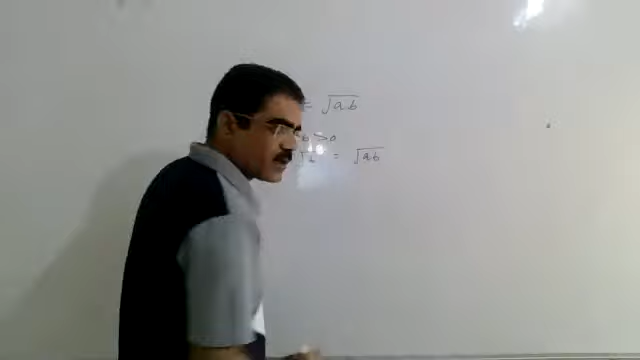 = √ab
b >0
√b = √ab